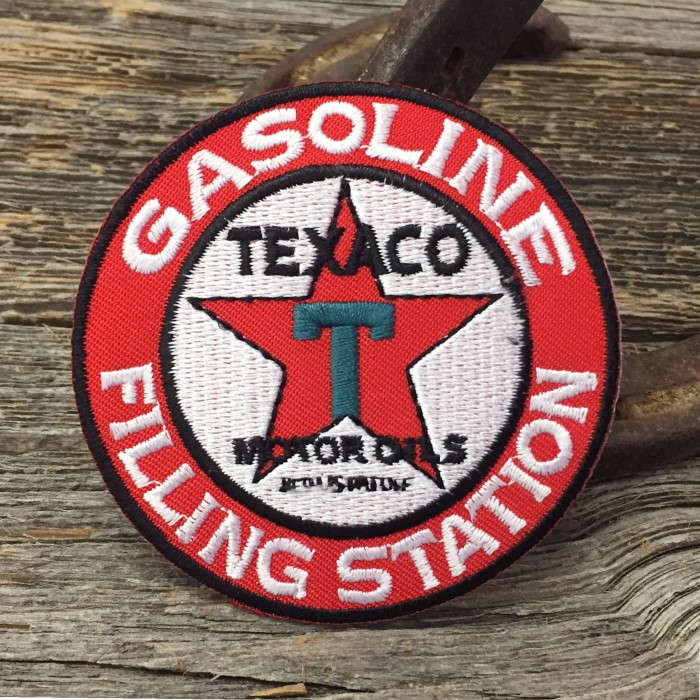 GASOLINE
TEXACO
T
MOTOR OILS
FILLING STATION